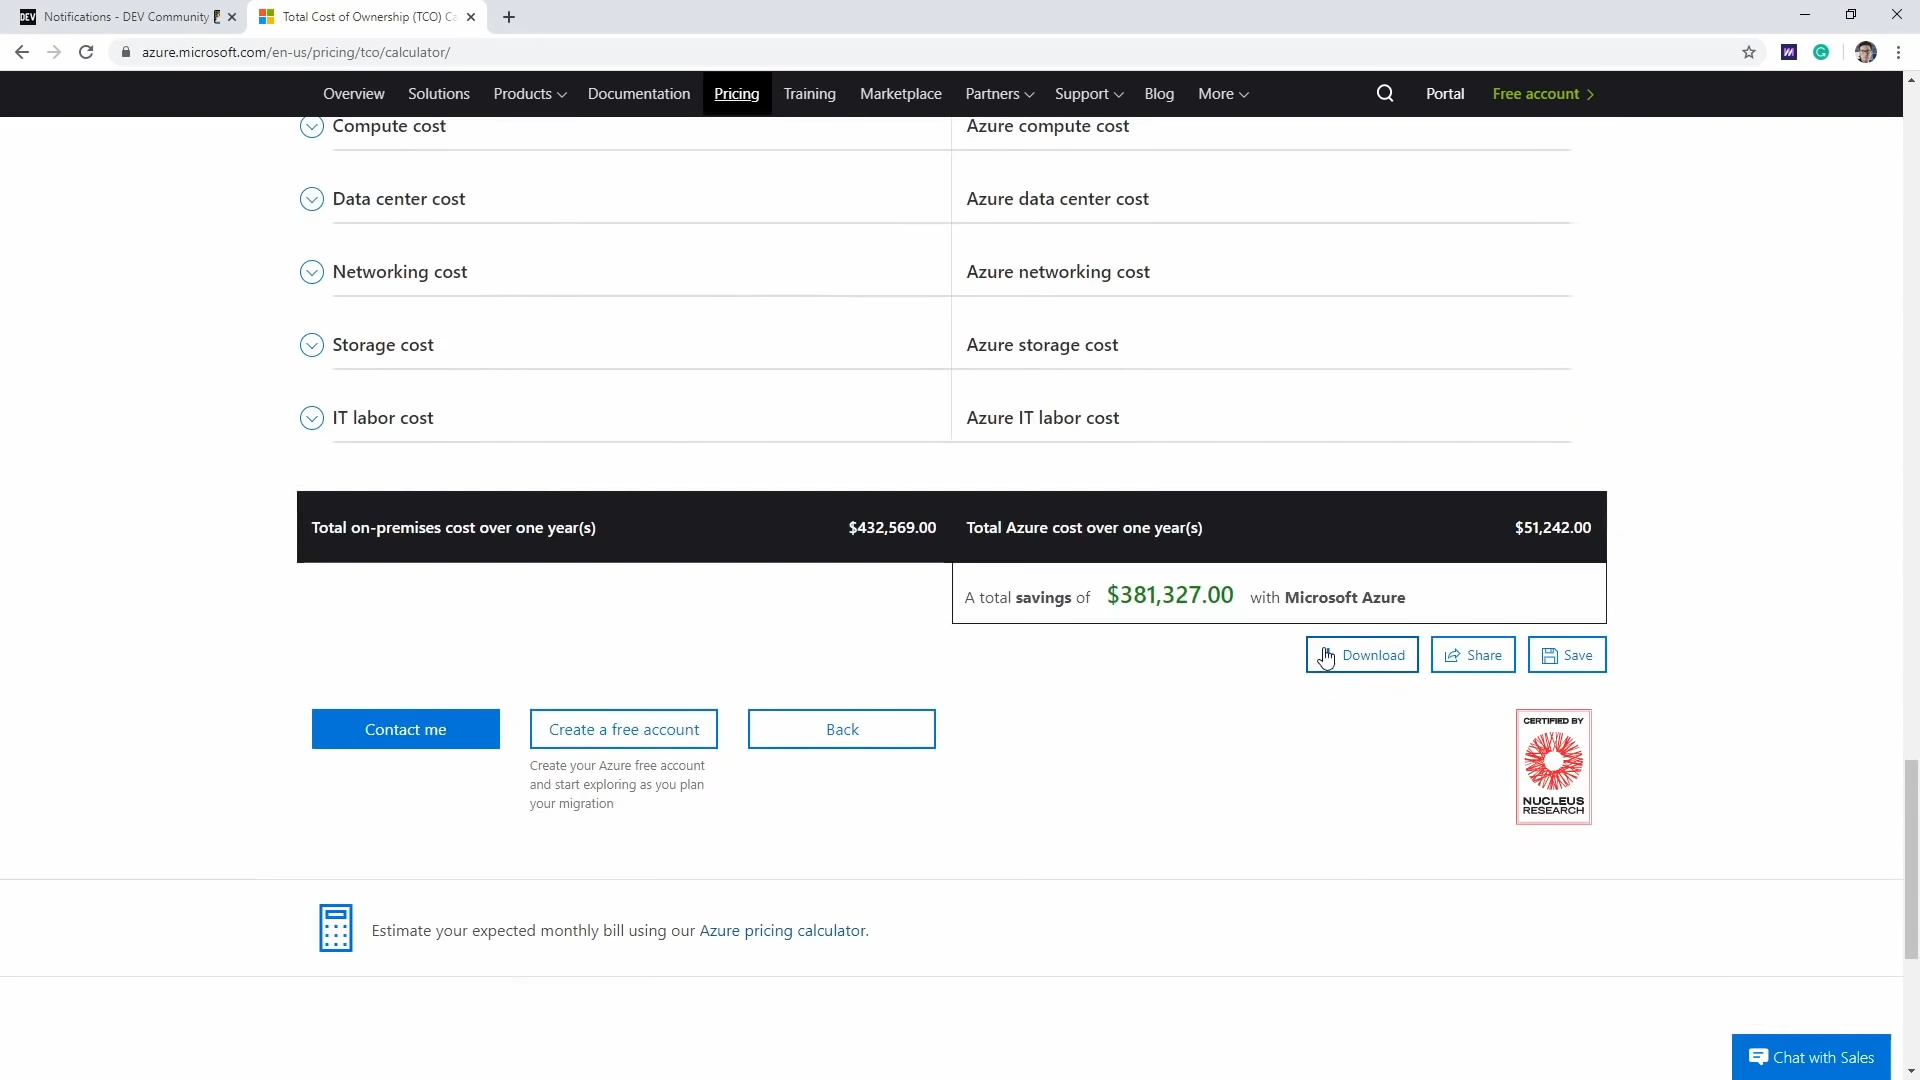 DEV Notifications - DEV Community
Total Cost of Ownership (TCO) Ca
azure.microsoft.com/en-us/pricing/tco/calculator/
Overview Solutions Products Documentation Pricing Training Marketplace Partners Support Blog More Portal Free account
Compute cost Azure compute cost
Data center cost Azure data center cost
Networking cost Azure networking cost
Storage cost Azure storage cost
IT labor cost Azure IT labor cost
Total on-premises cost over one year(s) $432,569.00 Total Azure cost over one year(s) $51,242.00
A total savings of $381,327.00 with Microsoft Azure
Download Share Save
Contact me Create a free account Back
Create your Azure free account
and start exploring as you plan
your migration
CERTIFIED BY
NUCLEUS
RESEARCH
Estimate your expected monthly bill using our Azure pricing calculator.
Chat with Sales